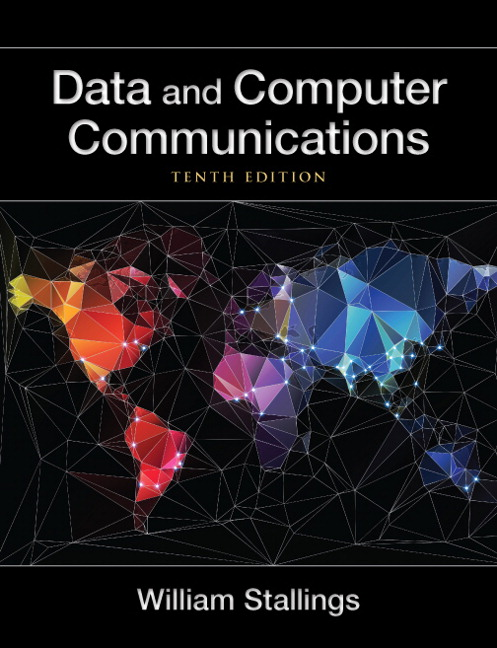 Data and Computer
Communications
TENTH EDITION
William Stallings